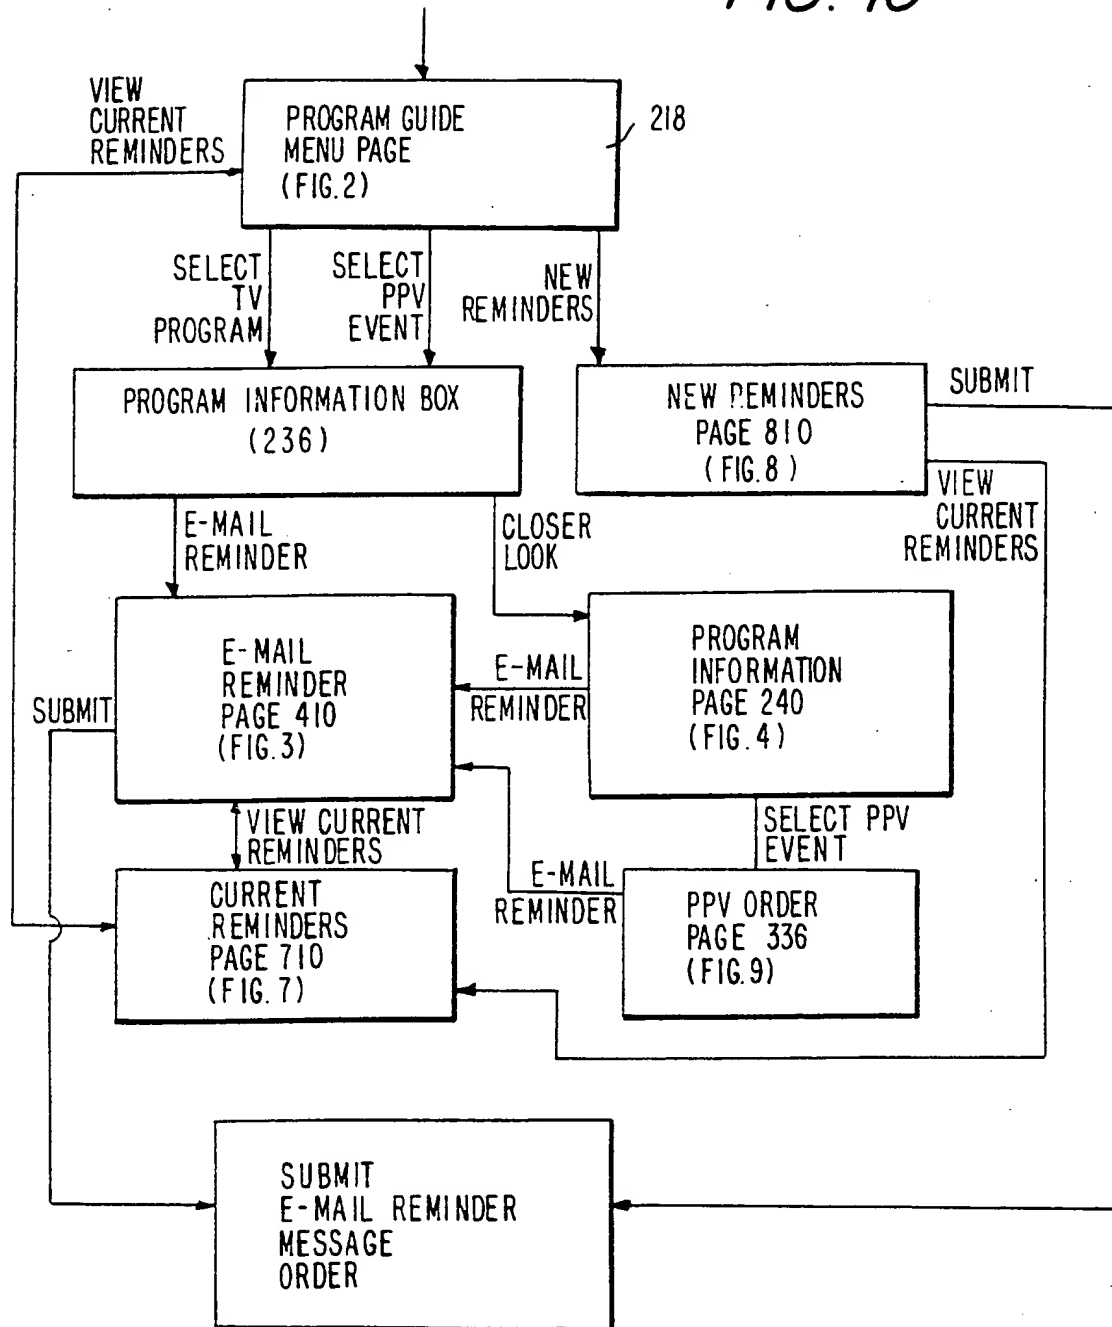 FIG. 10
VIEW
CURRENT
REMINDERS
PROGRAM GUIDE
MENU PAGE
(FIG. 2)
218
SELECT
TV
PROGRAM
SELECT
PPV
EVENT
NEW
REMINDERS
PROGRAM INFORMATION BOX
(236)
NEW REMINDERS
PAGE 810
(FIG. 8)
SUBMIT
VIEW
CURRENT
REMINDERS
E-MAIL
REMINDER
CLOSER
LOOK
E-MAIL
REMINDER
PAGE 410
(FIG. 3)
E-MAIL
REMINDER
PROGRAM
INFORMATION
PAGE 240
(FIG. 4)
SUBMIT
VIEW CURRENT
REMINDERS
SELECT PPV
EVENT
CURRENT
REMINDERS
PAGE 710
(FIG. 7)
E-MAIL
REMINDER
PPV ORDER
PAGE 336
(FIG. 9)
SUBMIT
E-MAIL REMINDER
MESSAGE
ORDER